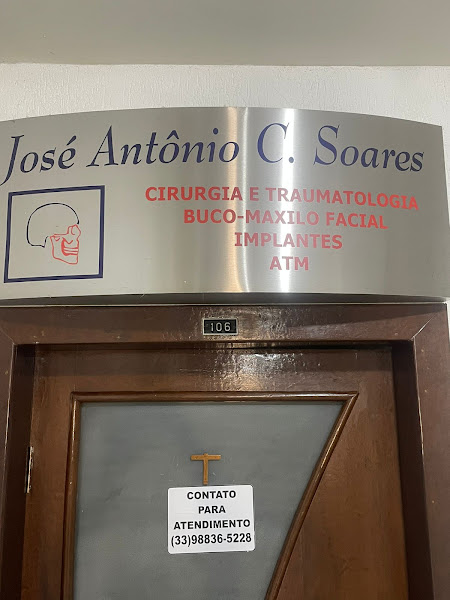 José Antônio C. Soares
CIRURGIA E TRAUMATOLOGIA
BUCO-MAXILO FACIAL
IMPLANTES
ATM
106
CONTATO
PARA
ATENDIMENTO
(33)98836-5228